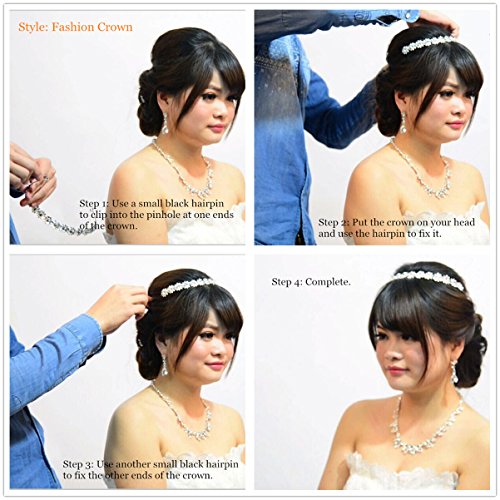 Style: Fashion Crown
Step 1: Use a small black hairpin
to clip into the pinhole at one ends
of the crown.
Step 2: Put the crown on your head
and use the hairpin to fix it.
Step 3: Use another small black hairpin
to fix the other ends of the crown.
Step 4: Complete.